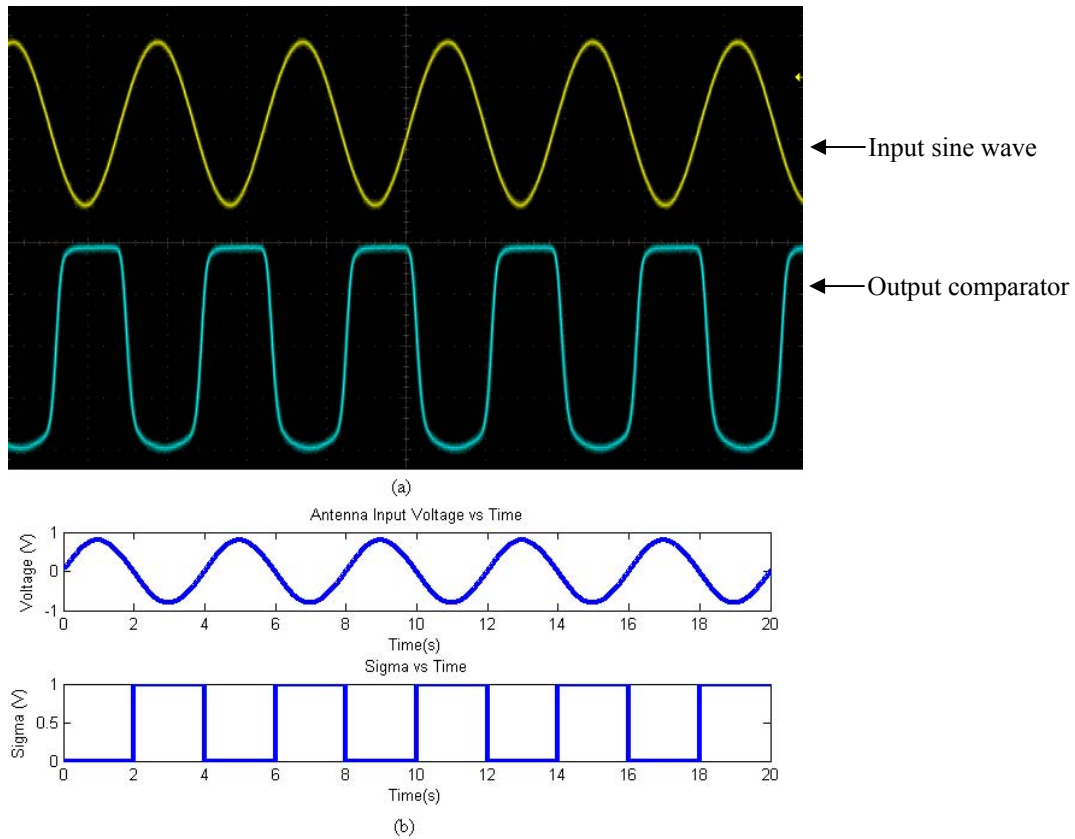 Input sine wave
Output comparator
(a)
Antenna Input Voltage vs Time
Voltage (V)
1
0
-1
0 2 4 6 8 10 12 14 16 18 20
Time(s)
Sigma vs Time
Sigma (V)
1
0.5
0
0 2 4 6 8 10 12 14 16 18 20
Time(s)
(b)